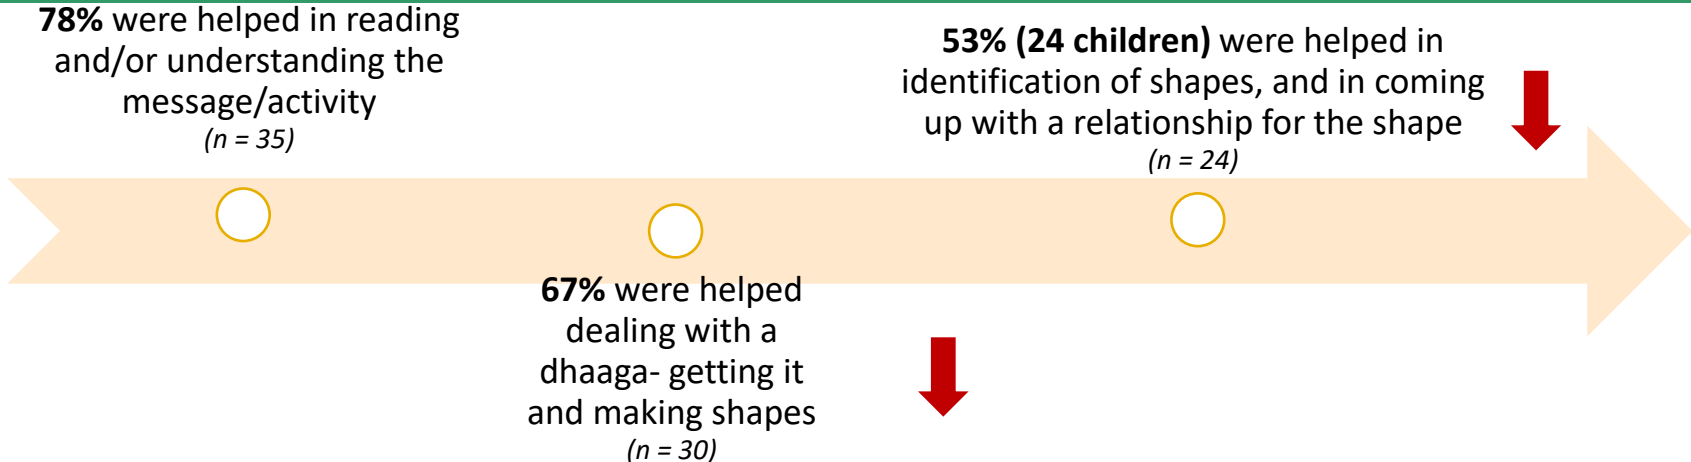 78% were helped in reading
and/or understanding the
message/activity
(n = 35)
67% were helped
dealing with a
dhaaga- getting it
and making shapes
(n = 30)
53% (24 children) were helped in
identification of shapes, and in coming
up with a relationship for the shape
(n = 24)